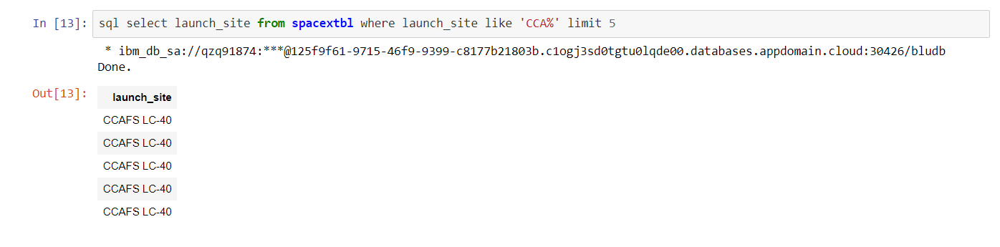 In [13]: sql select launch_site from spacextbl where launch_site like 'CCA%' limit 5
* ibm_db_sa://qzq91874:***@125f9f61-9715-46f9-9399-c8177b21803b.c1ogj3sd0tgtu0lqde00.databases.appdomain.cloud:30426/bludb
Done.
Out[13]: launch_site
CCAFS LC-40
CCAFS LC-40
CCAFS LC-40
CCAFS LC-40
CCAFS LC-40